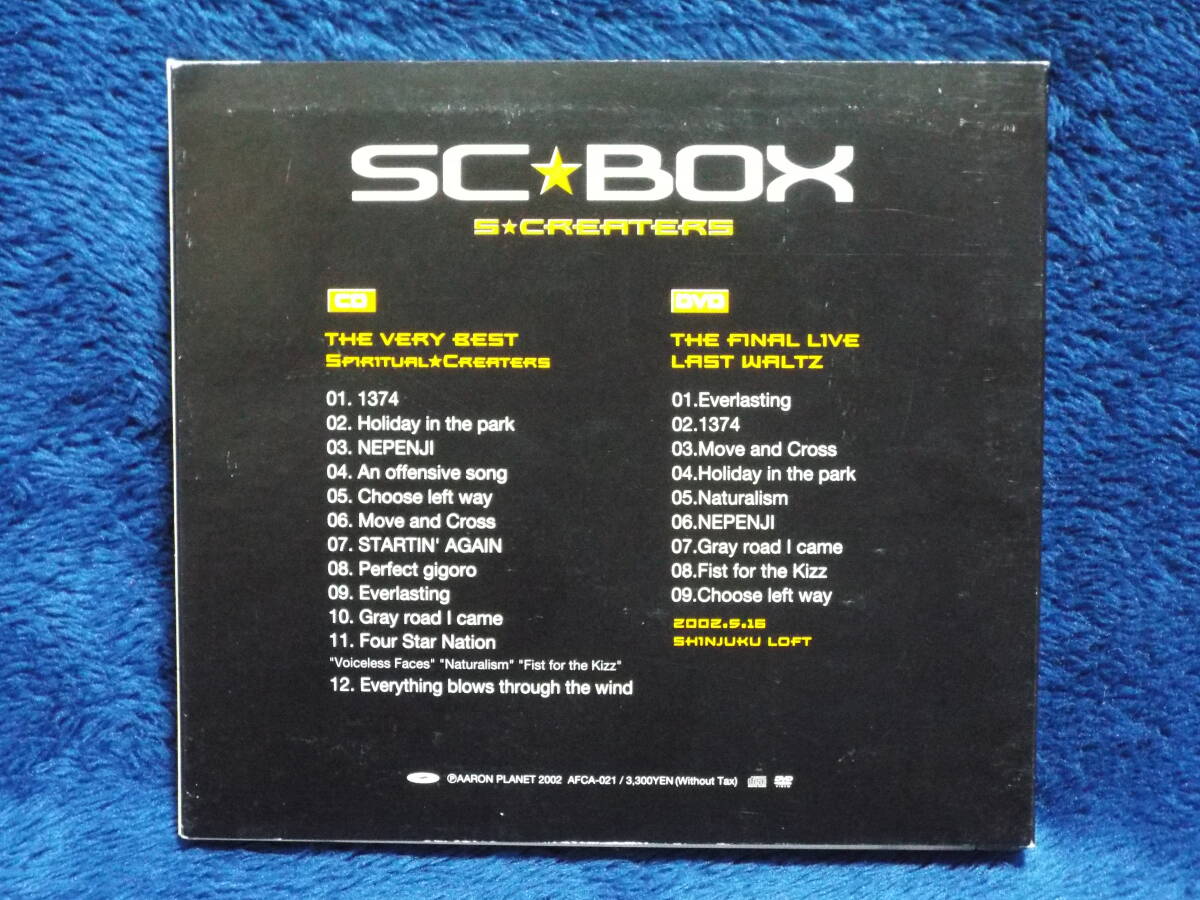 SC★BOX
S★CREATERS
CD
THE VERY BEST
SPIRITUAL★CREATERS
01. 1374
02. Holiday in the park
03. NEPENJI
04. An offensive song
05. Choose left way
06. Move and Cross
07. STARTIN' AGAIN
08. Perfect gigoro
09. Everlasting
10. Gray road I came
11. Four Star Nation
"Voiceless Faces" "Naturalism" "Fist for the Kizz"
12. Everything blows through the wind
DVD
THE FINAL LIVE
LAST WALTZ
01.Everlasting
02.1374
03.Move and Cross
04.Holiday in the park
05.Naturalism
06.NEPENJI
07.Gray road I came
08.Fist for the Kizz
09.Choose left way
2002.5.16
SHINJUKU LOFT
ⓅAARON PLANET 2002 AFCA-021 / 3,300YEN (Without Tax)